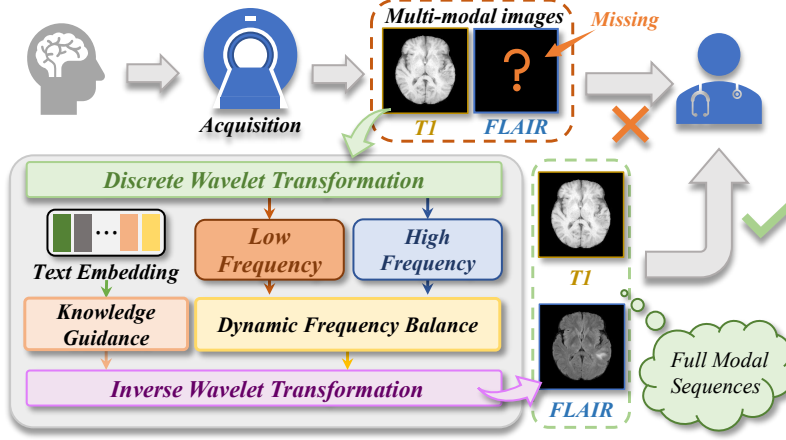 Multi-modal images
Missing
?
Acquisition
T1
FLAIR
Discrete Wavelet Transformation
Text Embedding
Low
Frequency
High
Frequency
Knowledge
Guidance
Dynamic Frequency Balance
Inverse Wavelet Transformation
T1
FLAIR
Full Modal
Sequences